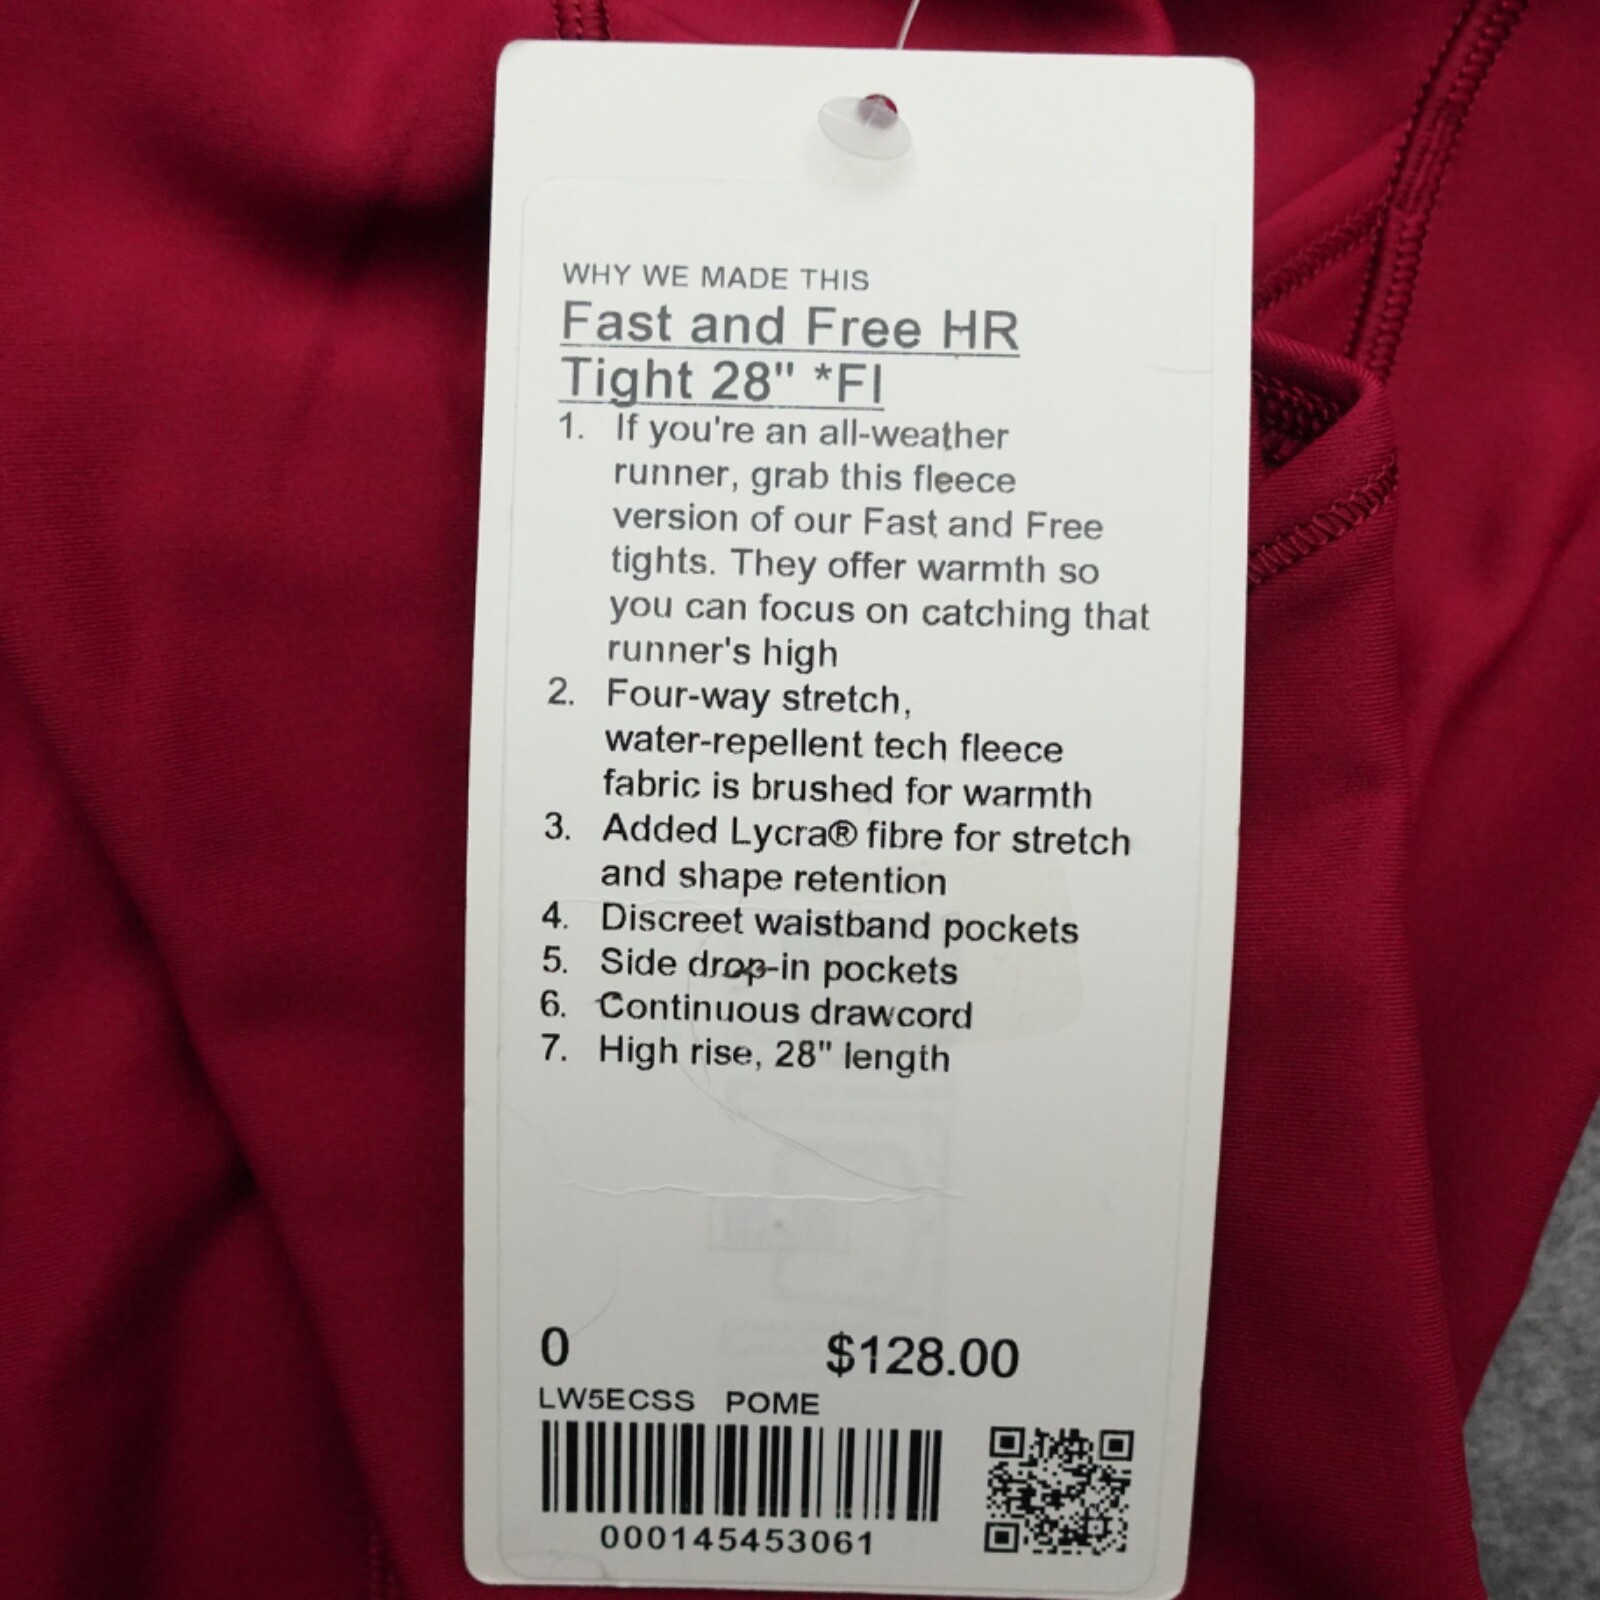 WHY WE MADE THIS
Fast and Free HR
Tight 28" *FI
1. If you're an all-weather
runner, grab this fleece
version of our Fast and Free
tights. They offer warmth so
you can focus on catching that
runner's high
2. Four-way stretch,
water-repellent tech fleece
fabric is brushed for warmth
3. Added Lycra® fibre for stretch
and shape retention
4. Discreet waistband pockets
5. Side drop-in pockets
6. Continuous drawcord
7. High rise, 28" length
0 $128.00
LW5ECSS POME
000145453061